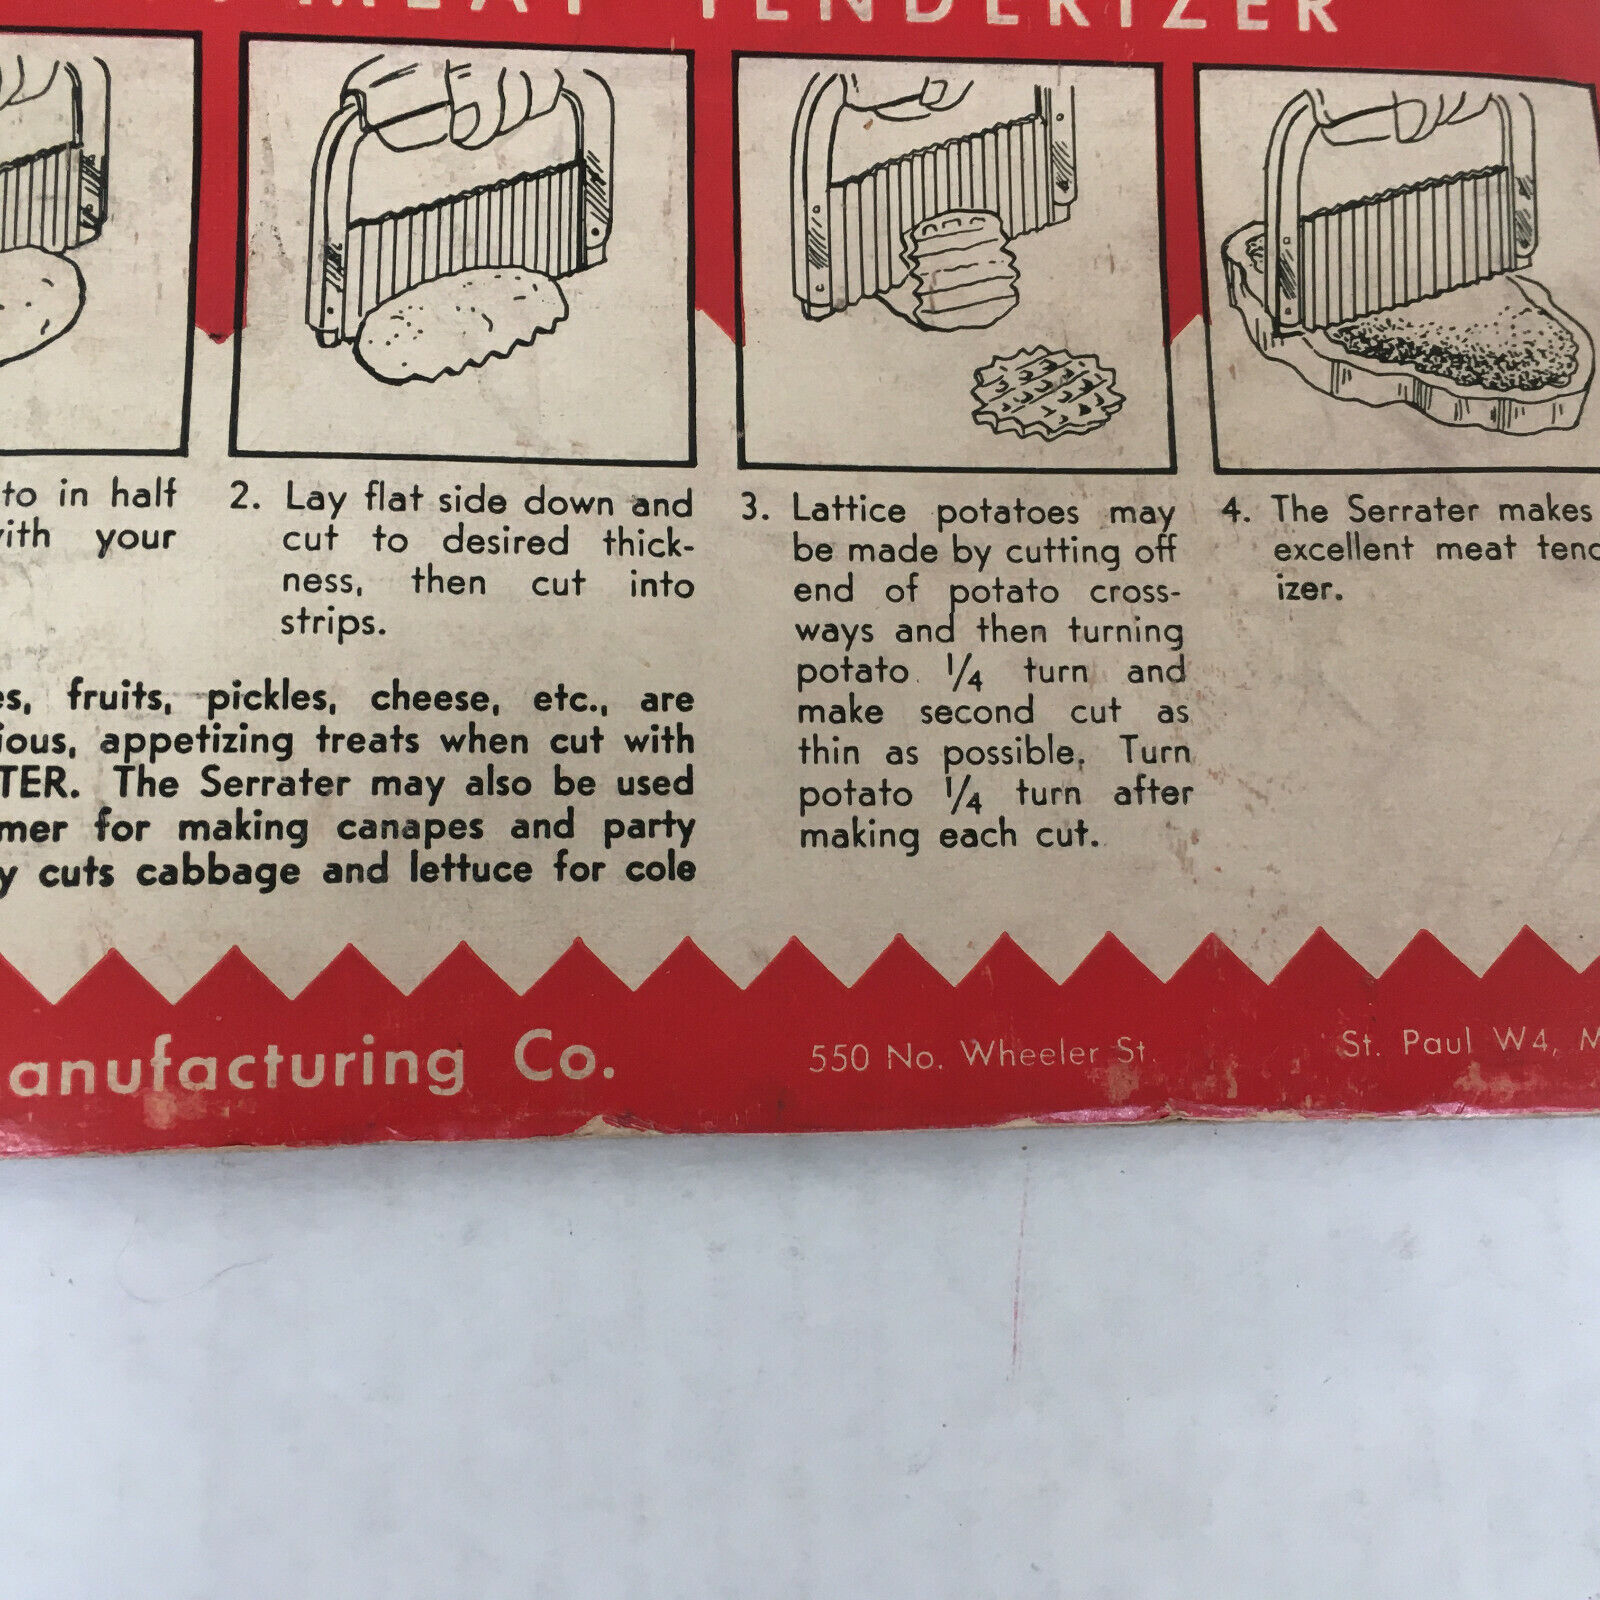 MEAT TENDERIZER
to in half
with your
2. Lay flat side down and
cut to desired thick-
ness, then cut into
strips.
3. Lattice potatoes may
be made by cutting off
end of potato cross-
ways and then turning
potato 1/4 turn and
make second cut as
thin as possible. Turn
potato 1/4 turn after
making each cut.
4. The Serrater makes
excellent meat tend
izer.
es, fruits, pickles, cheese, etc., are
ious, appetizing treats when cut with
TER. The Serrater may also be used
mer for making canapes and party
y cuts cabbage and lettuce for cole
anufacturing Co.
550 No. Wheeler St.
St. Paul W4, M